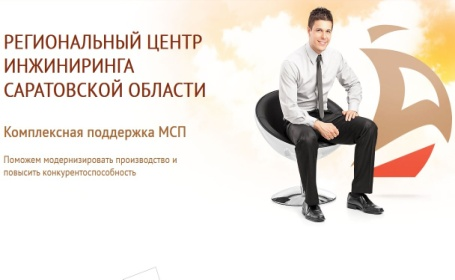 РЕГИОНАЛЬНЫЙ ЦЕНТР
ИНЖИНИРИНГА
САРАТОВСКОЙ ОБЛАСТИ
Комплексная поддержка МСП
Поможем модернизировать производство и
повысить конкурентоспособность